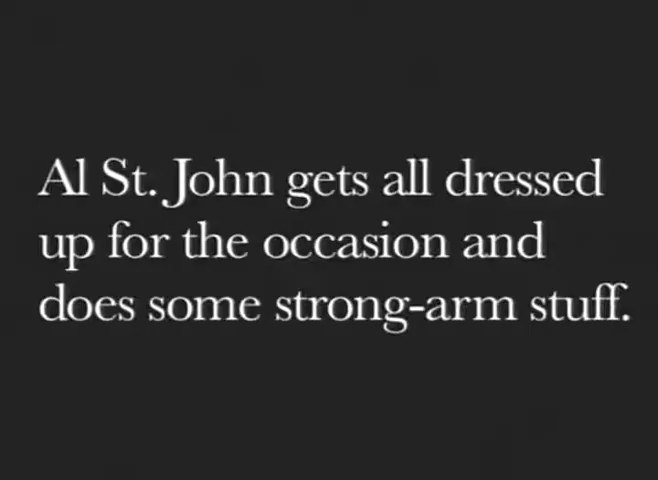 Al St. John gets all dressed
up for the occasion and
does some strong-arm stuff.